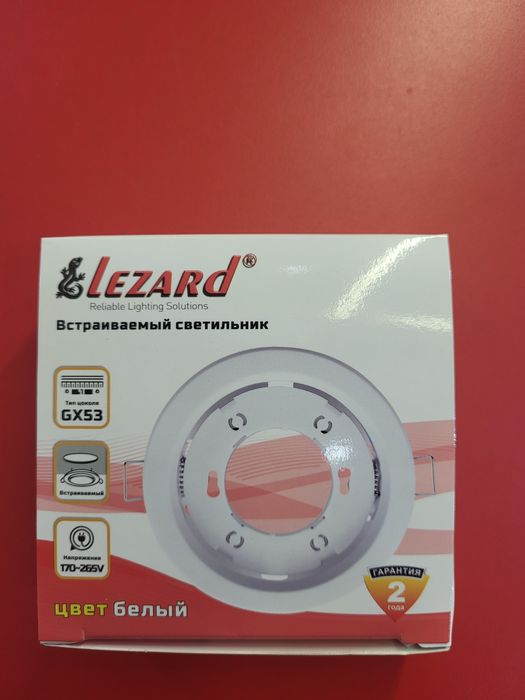 LEZARD®
Reliable Lighting Solutions
Встраиваемый светильник
Тип цоколя
GX53
Встраиваемый
Напряжение
170-265V
ГАРАНТИЯ
2
года
цвет белый